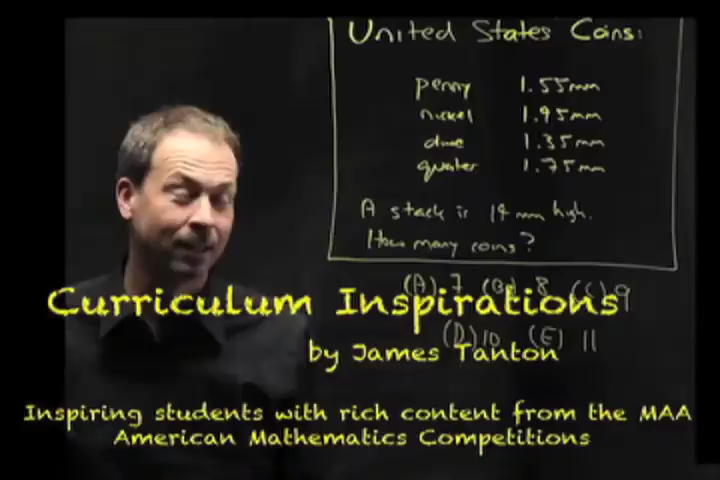 United States Coins:
penny 1.55mm
nickel 1.95mm
dime 1.35mm
quater 1.75mm
A stack is 14 mm high.
How many coins?
(A) 7 (B) 8 (C) 9
(D) 10 (E) 11
Curriculum Inspirations
by James Tanton
Inspiring students with rich content from the MAA
American Mathematics Competitions